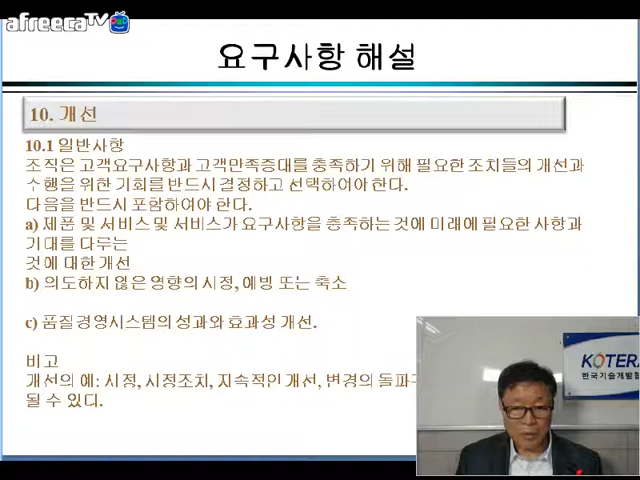 afreecaTV
요구사항 해설
10. 개선
10.1 일반사항
조직은 고객요구사항과 고객만족증대를 충족하기 위해 필요한 조치들의 개선과
수행을 위한 기회를 반드시 결정하고 선택하여야 한다.
다음을 반드시 포함하여야 한다.
a) 제품 및 서비스 및 서비스가 요구사항을 충족하는 것에 미래에 필요한 사항과
기대를 다루는
것에 대한 개선
b) 의도하지 않은 영향의 시정, 예방 또는 축소
c) 품질경영시스템의 성과와 효과성 개선.
비고
개선의 예: 시정, 시정조치, 지속적인 개선, 변경의 돌파
될 수 있다.
KOTERA
한국기술개발